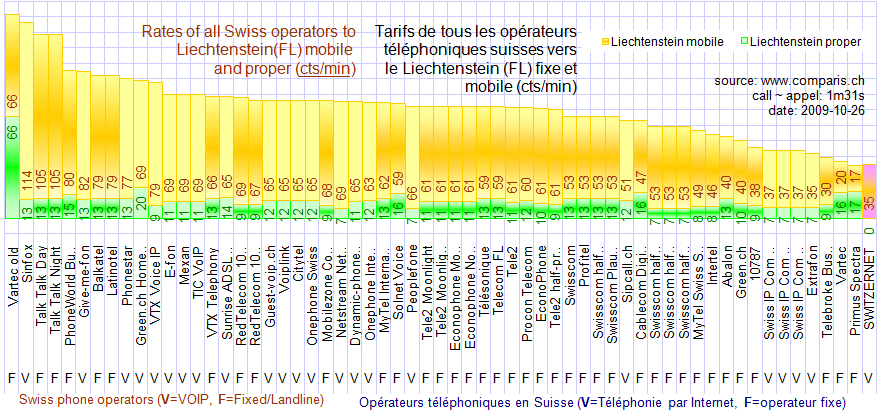 Rates of all Swiss operators to
Liechtenstein(FL) mobile
and proper (cts/min)
Tarifs de tous les opérateurs
téléphoniques suisses vers
le Liechtenstein (FL) fixe et
mobile (cts/min)
Liechtenstein mobile
Liechtenstein proper
source: www.comparis.ch
call ~ appel: 1m31s
date: 2009-10-26
66 114 105 105 80 82 79 79 77 69 79 69 69 69 66 65 69 67 65 65 65 65 68 69 65 63 62 59 66 61 61 61 61 59 59 61 60 61 61 53 53 53 53 51 47 53 53 53 49 46 40 40 38 37 37 37 35 30 20 17 35
66 13 13 13 15 13 13 13 13 20 9 11 11 11 13 14 9 9 12 12 12 12 9 7 11 12 13 16 7 11 11 11 11 13 13 11 12 10 9 13 13 13 13 12 16 7 7 7 8 8 13 10 9 7 7 7 7 9 16 17 0
Vartec old
Sinfox
Talk Talk Day
Talk Talk Night
PhoneWorld Bu...
Give-me-fon
Balkatel
Latinotel
Phonestar
Green.ch Home...
VTX Voice IP
E-fon
Mexan
TIC VoIP
VTX Telephony
Sunrise ADSL...
RedTelecom 10...
RedTelecom 10...
Guest-voip.ch
Voiplink
Citytel
Onephone Swiss
Mobilezone Co...
Netstream Net...
Dynamic-phone...
Onephone Inte...
MyTel Interna...
Solnet Voice
Peoplefone
Tele2 Moonlight
Tele2 Moonlig...
Econophone Mo...
Econophone No...
Télésonique
Telecom FL
Tele2
Procon Telecom
EconoPhone
Tele2 half-pr...
Swisscom
Profitel
Swisscom half...
Swisscom Plau...
Sipcall.ch
Cablecom Digi...
Swisscom half...
Swisscom half...
Swisscom half...
MyTel Swiss S...
Intertel
Abalon
Green.ch
10787
Swiss IP Com ...
Swiss IP Com ...
Swiss IP Com ...
Extrafon
Telebroke Bus...
Vartec
Primus Spectra
SWITZERNET
F V F F F V F F V V V V V V F V F F V V V V F V V V F F V F F F F F F F F F F F F F F V F F F F F F F F F V V V V F F F V
Swiss phone operators (V=VOIP, F=Fixed/Landline)
Opérateurs téléphoniques en Suisse (V=Téléphonie par Internet, F=operateur fixe)